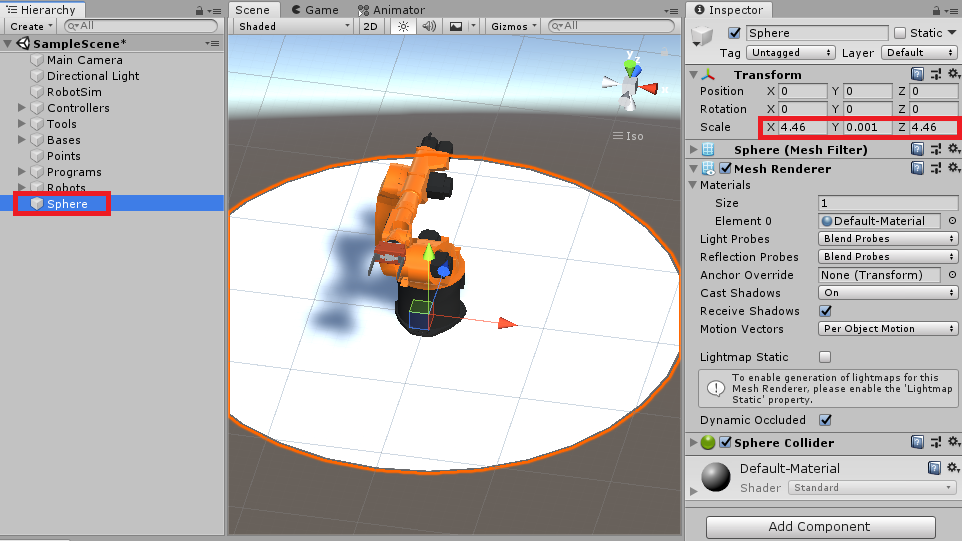 Hierarchy
Create
All
SampleScene*
Main Camera
Directional Light
RobotSim
Controllers
Tools
Bases
Points
Programs
Robots
Sphere
Scene
Game
Animator
Shaded
2D
Gizmos
All
y
z
x
Iso
Inspector
Sphere
Static
Tag
Untagged
Layer
Default
Transform
Position X 0 Y 0 Z 0
Rotation X 0 Y 0 Z 0
Scale X 4.46 Y 0.001 Z 4.46
Sphere (Mesh Filter)
Mesh Renderer
Materials
Size 1
Element 0 Default-Material
Light Probes Blend Probes
Reflection Probes Blend Probes
Anchor Override None (Transform)
Cast Shadows On
Receive Shadows
Motion Vectors Per Object Motion
Lightmap Static
To enable generation of lightmaps for this
Mesh Renderer, please enable the 'Lightmap
Static' property.
Dynamic Occluded
Sphere Collider
Default-Material
Shader Standard
Add Component